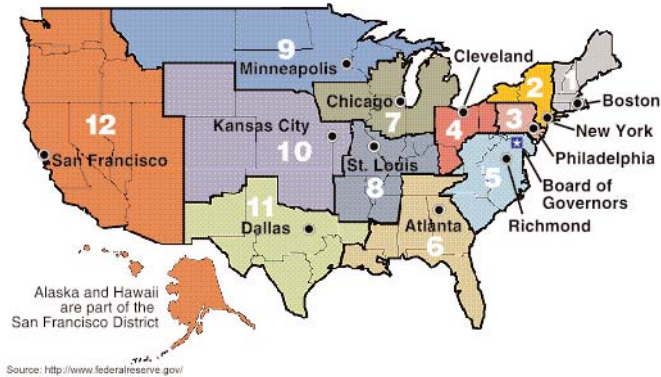 9
Minneapolis
Cleveland
2
1
Chicago
7
Boston
12
Kansas City
4
3
New York
San Francisco
10
St. Louis
Philadelphia
8
5
Board of
Governors
11
Dallas
Atlanta
6
Richmond
Alaska and Hawaii
are part of the
San Francisco District
Source: http://www.federalreserve.gov/